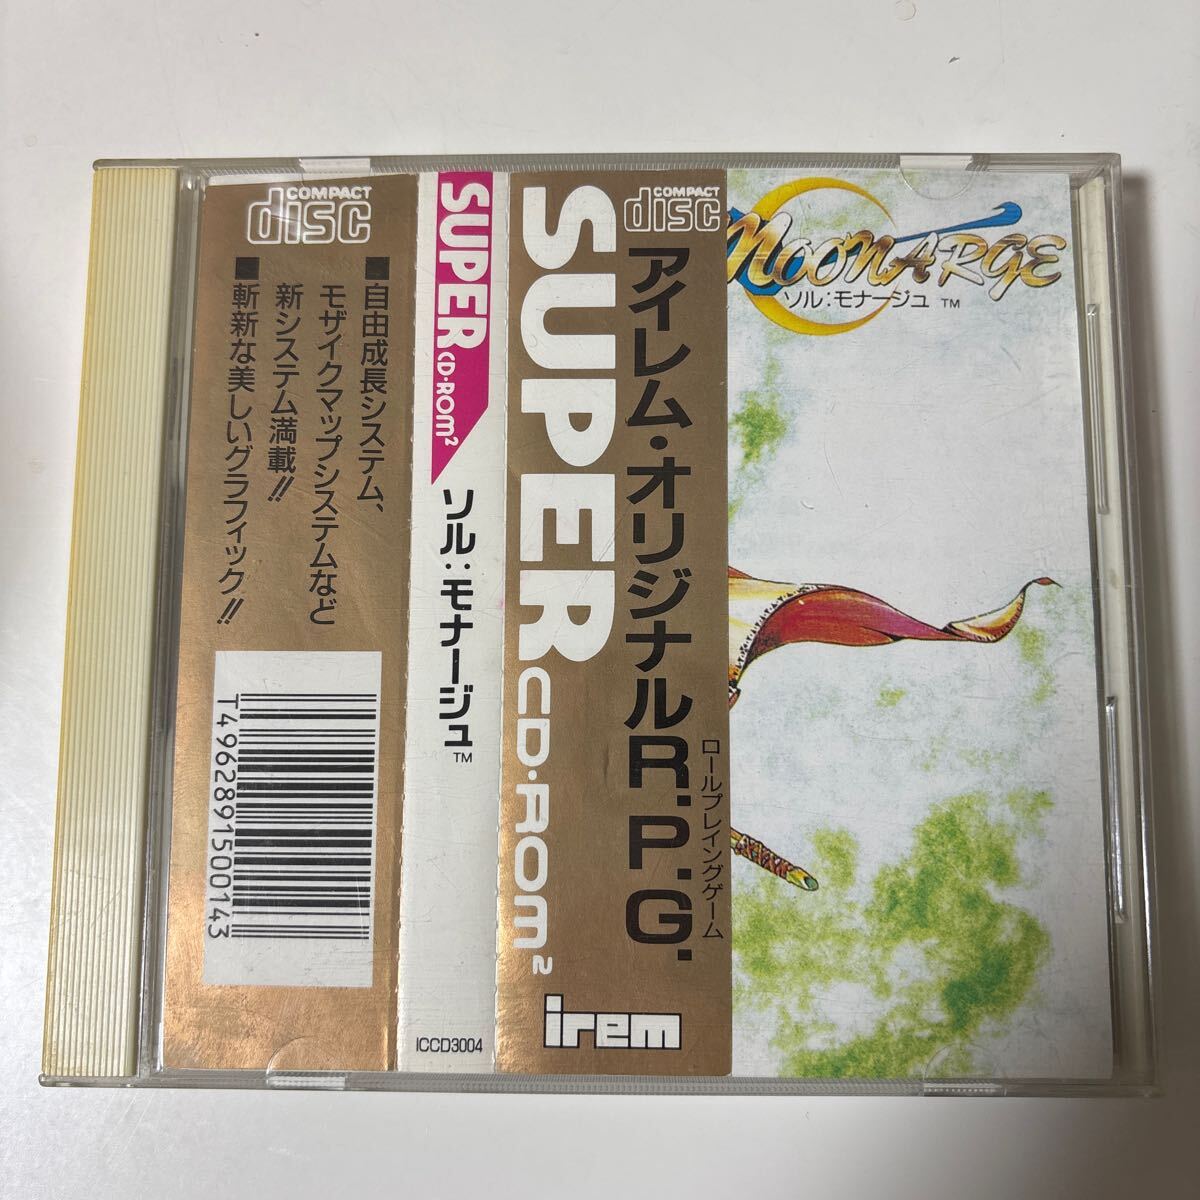 COMPACT
disc
■自由成長システム、
モザイクマップシステムなど
新システム満載!!
■斬新な美しいグラフィック!!
T4962891500143
SUPER
CD・ROM²
ソル:モナージュ™
ICCD3004
SUPER CD・ROM²
irem
COMPACT
disc
アイレム・オリジナルR.P.G.
ロールプレイングゲーム
MOONARGE
ソル:モナージュ ™